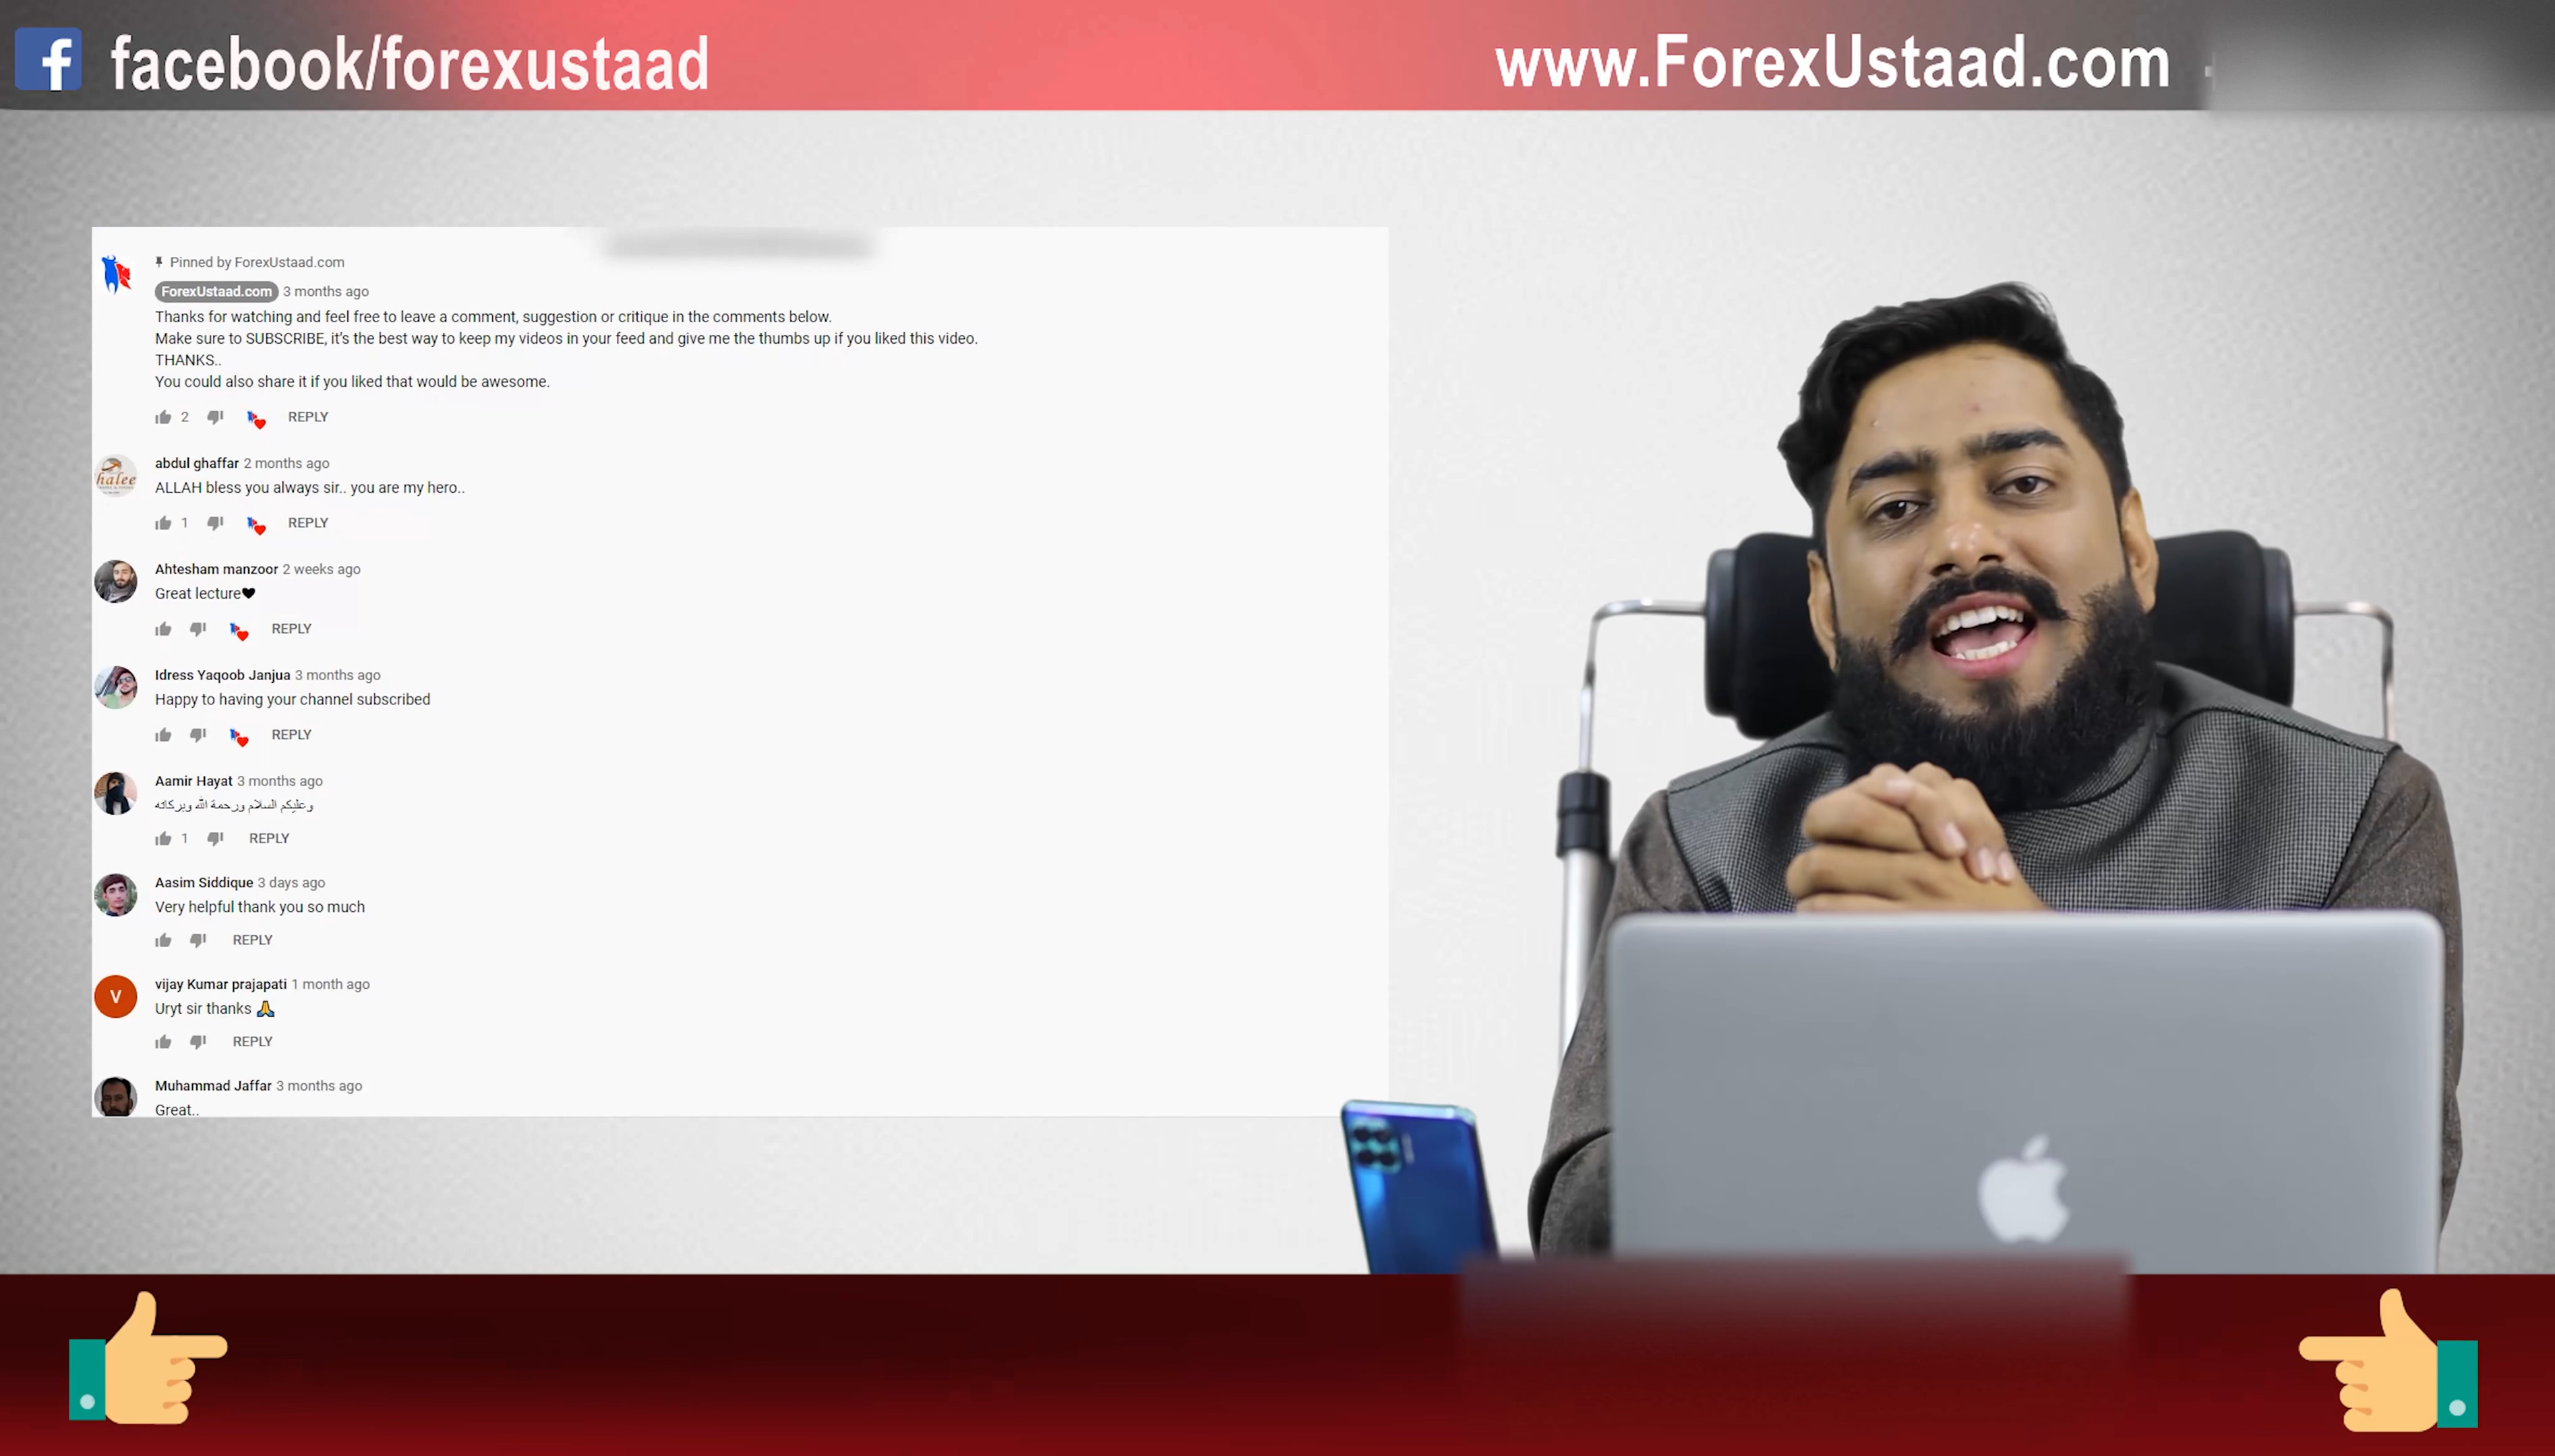 facebook/forexustaad
www.ForexUstaad.com
Pinned by ForexUstaad.com
ForexUstaad.com 3 months ago
Thanks for watching and feel free to leave a comment, suggestion or critique in the comments below.
Make sure to SUBSCRIBE, it's the best way to keep my videos in your feed and give me the thumbs up if you liked this video.
THANKS..
You could also share it if you liked that would be awesome.
2 REPLY
halee
abdul ghaffar 2 months ago
ALLAH bless you always sir.. you are my hero..
1 REPLY
Ahtesham manzoor 2 weeks ago
Great lecture🖤
REPLY
Idress Yaqoob Janjua 3 months ago
Happy to having your channel subscribed
REPLY
Aamir Hayat 3 months ago
وعليكم السلام ورحمة الله وبركاته
1 REPLY
Aasim Siddique 3 days ago
Very helpful thank you so much
REPLY
V
vijay Kumar prajapati 1 month ago
Uryt sir thanks 🙏
REPLY
Muhammad Jaffar 3 months ago
Great..